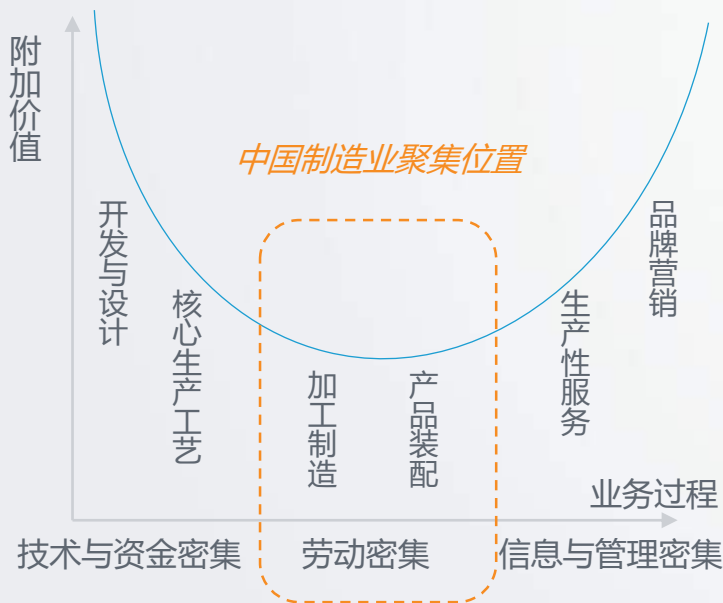 附加价值
中国制造业聚集位置
开发与设计
核心生产工艺
加工制造
产品装配
生产性服务
品牌营销
业务过程
技术与资金密集
劳动密集
信息与管理密集